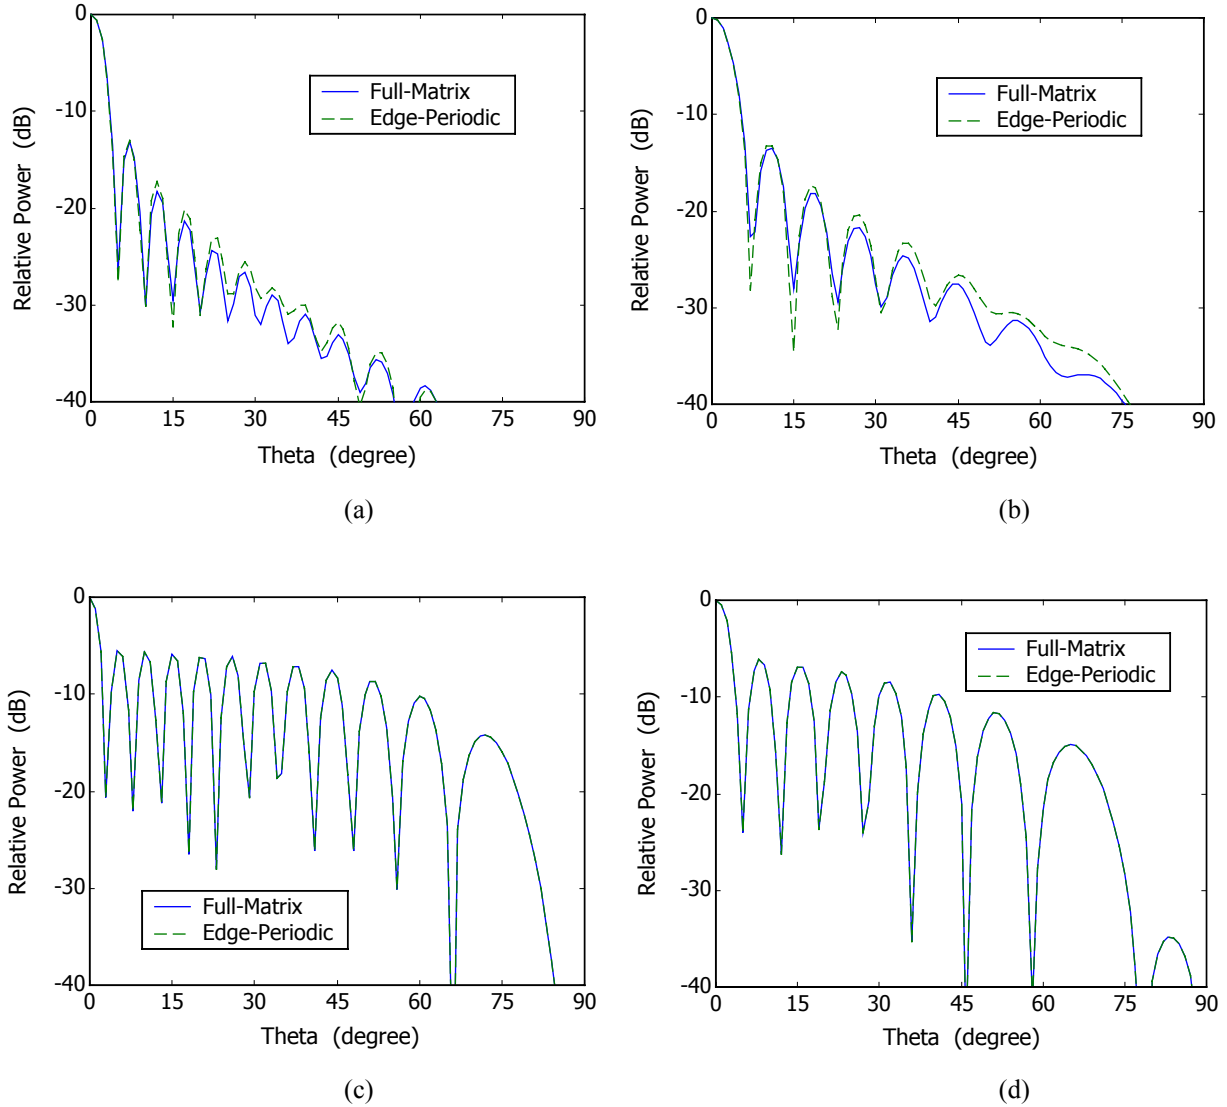 0
-10
-20
-30
-40
Relative Power (dB)
Full-Matrix
Edge-Periodic
0 15 30 45 60 75 90
Theta (degree)
(a)
0
-10
-20
-30
-40
Relative Power (dB)
Full-Matrix
Edge-Periodic
0 15 30 45 60 75 90
Theta (degree)
(b)
0
-10
-20
-30
-40
Relative Power (dB)
Full-Matrix
Edge-Periodic
0 15 30 45 60 75 90
Theta (degree)
(c)
0
-10
-20
-30
-40
Relative Power (dB)
Full-Matrix
Edge-Periodic
0 15 30 45 60 75 90
Theta (degree)
(d)